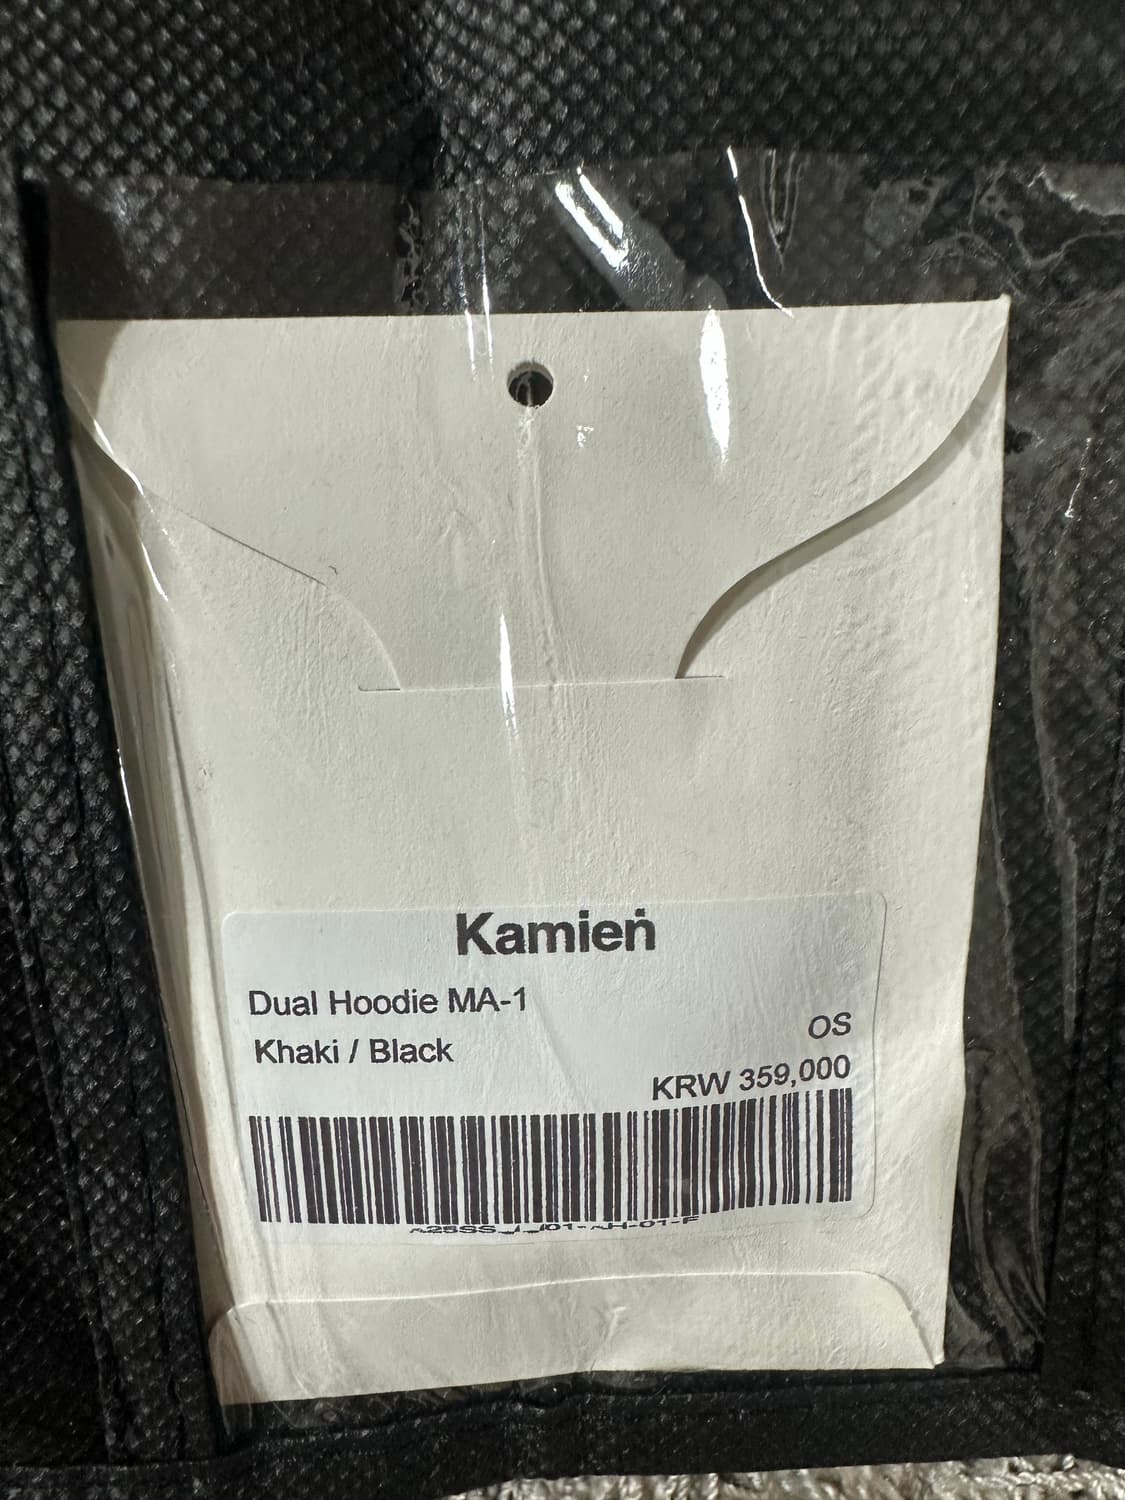 Kamień
Dual Hoodie MA-1
OS
Khaki / Black
KRW 359,000